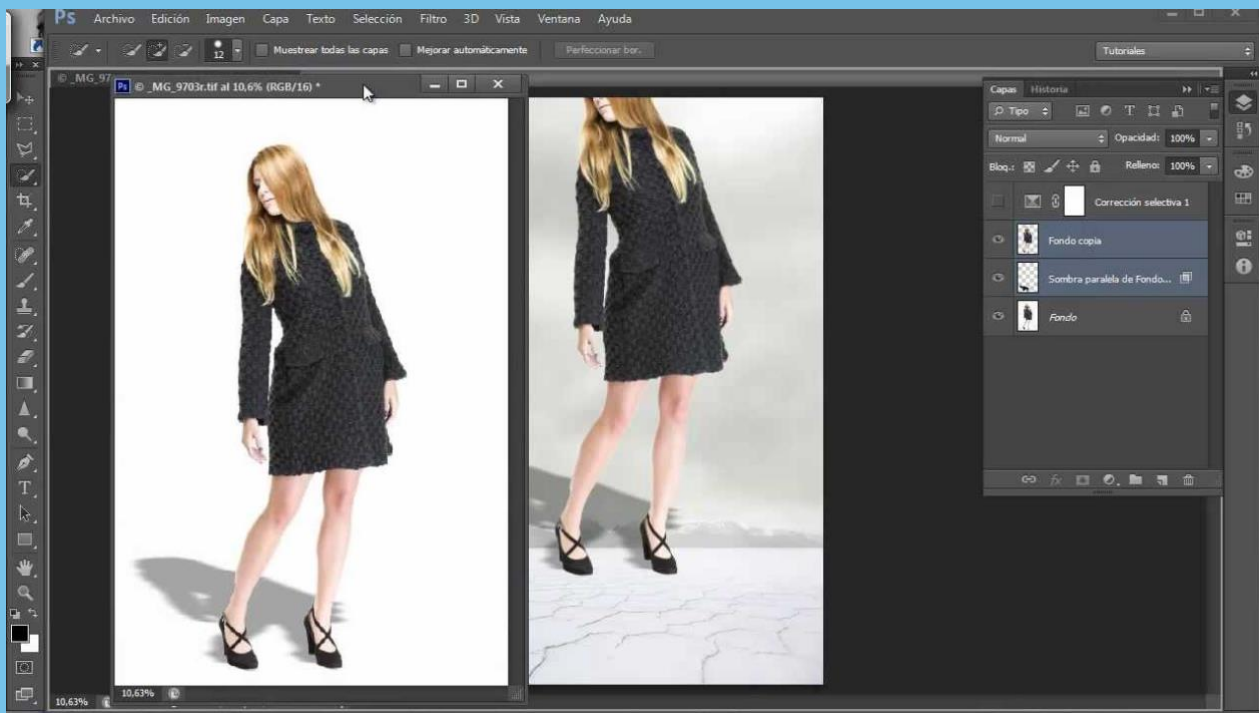 Ps Archivo Edición Imagen Capa Texto Selección Filtro 3D Vista Ventana Ayuda
12 Muestrear todas las capas Mejorar automáticamente Perfeccionar bor. Tutoriales
© _MG_97
Ps © _MG_9703r.tif al 10,6% (RGB/16) *
Capas Historia
Tipo
Normal Opacidad: 100%
Bloq.: Relleno: 100%
Corrección selectiva 1
Fondo copia
Sombra paralela de Fondo...
Fondo
10,63%
10,63%